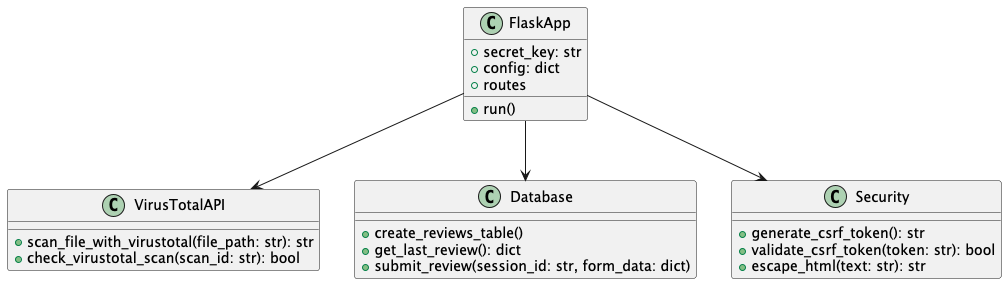 C FlaskApp
secret_key: str
config: dict
routes
run()
C VirusTotalAPI
scan_file_with_virustotal(file_path: str): str
check_virustotal_scan(scan_id: str): bool
C Database
create_reviews_table()
get_last_review(): dict
submit_review(session_id: str, form_data: dict)
C Security
generate_csrf_token(): str
validate_csrf_token(token: str): bool
escape_html(text: str): str